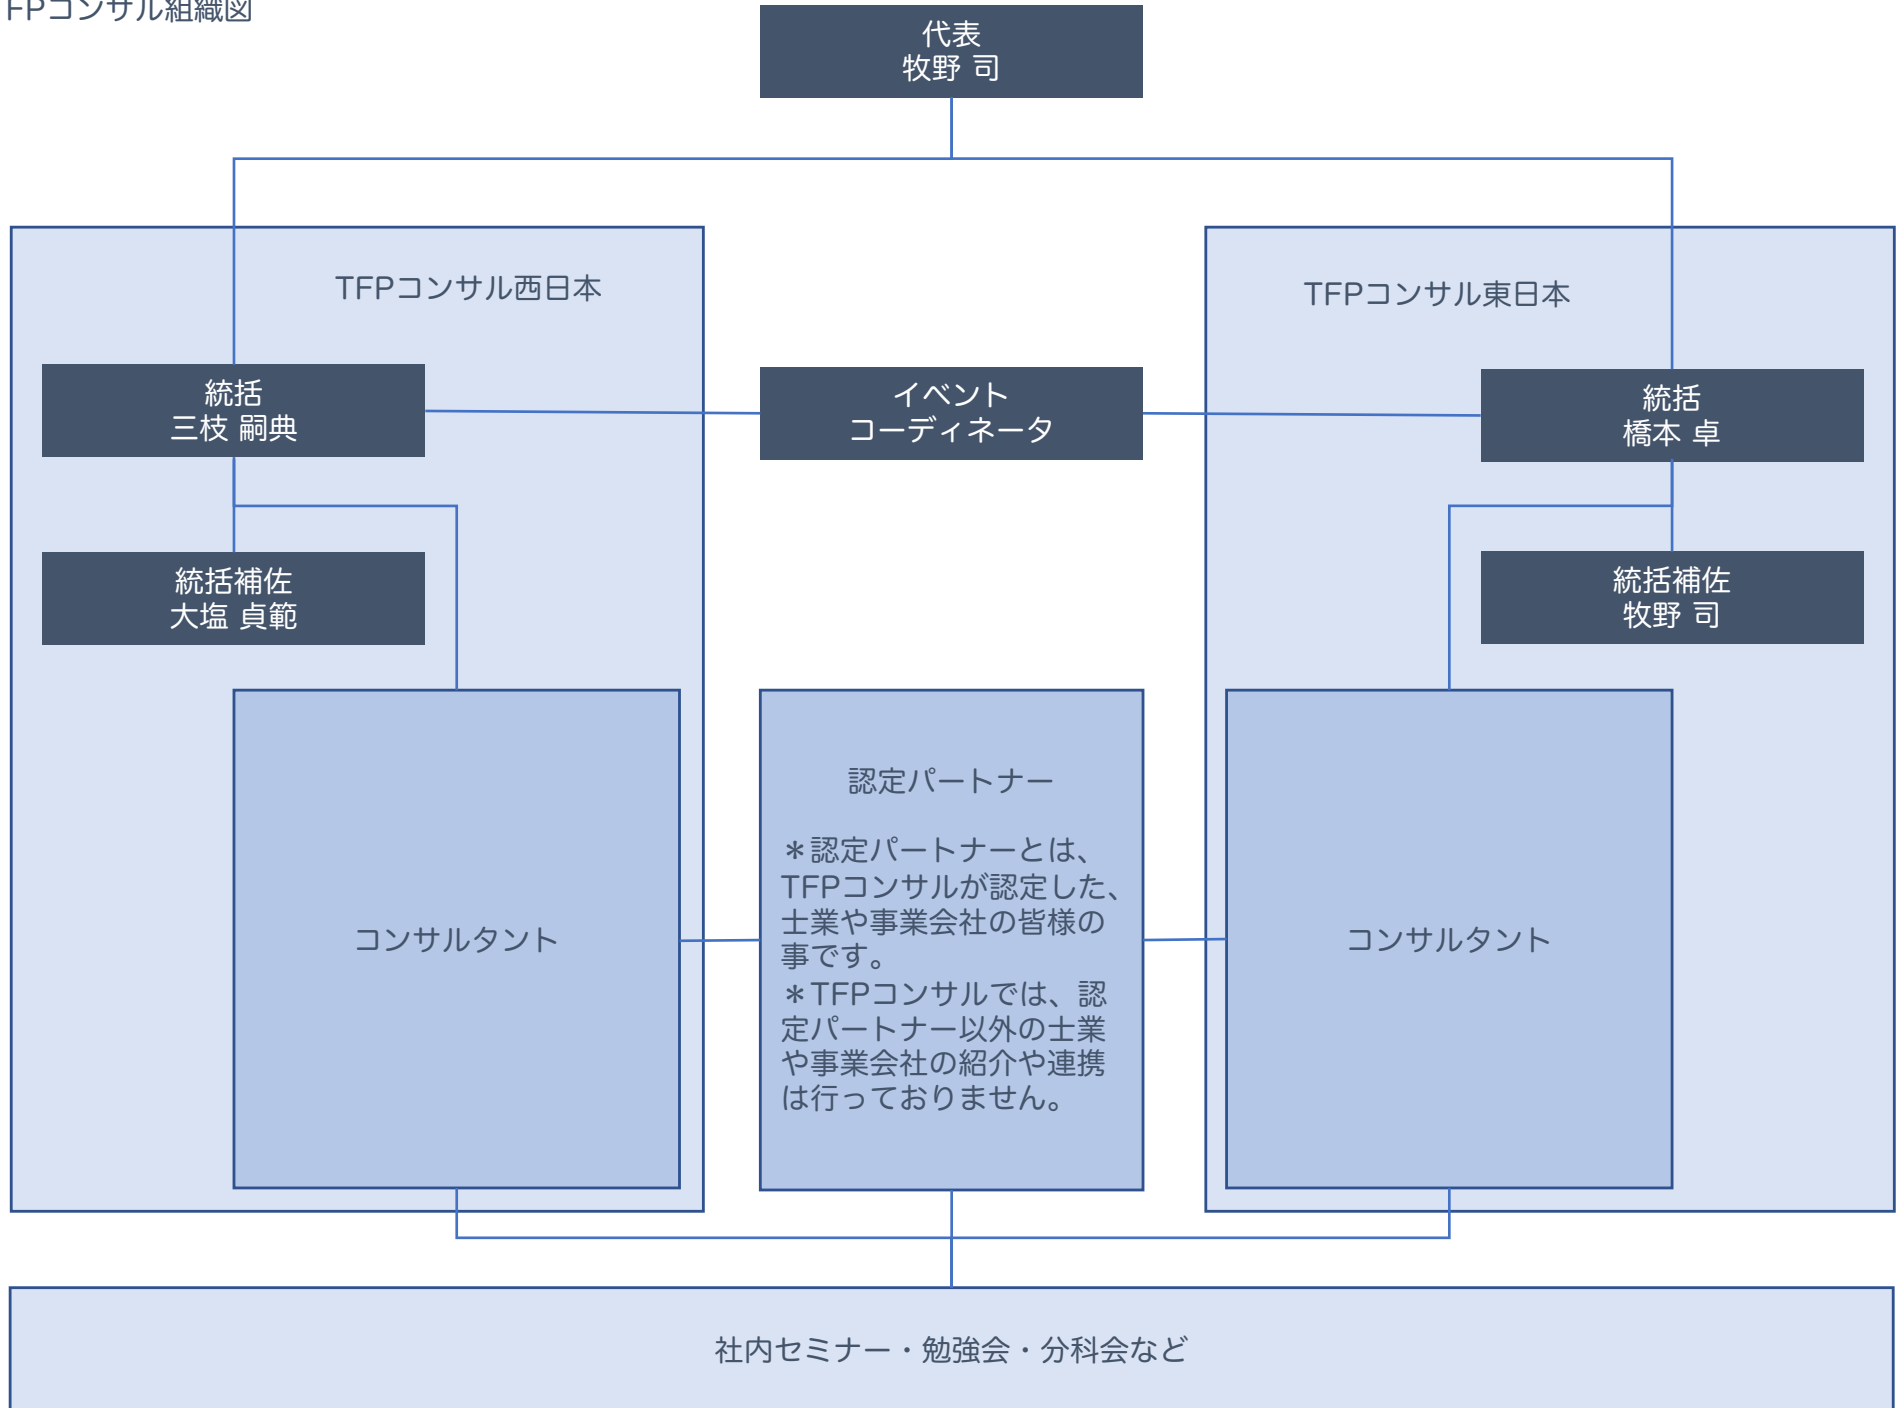 FPコンサル組織図
代表
牧野 司
TFPコンサル西日本
TFPコンサル東日本
統括
三枝 嗣典
イベント
コーディネータ
統括
橋本 卓
統括補佐
大塩 貞範
統括補佐
牧野 司
コンサルタント
認定パートナー
＊認定パートナーとは、
TFPコンサルが認定した、
士業や事業会社の皆様の
事です。
＊TFPコンサルでは、認
定パートナー以外の士業
や事業会社の紹介や連携
は行っておりません。
コンサルタント
社内セミナー・勉強会・分科会など